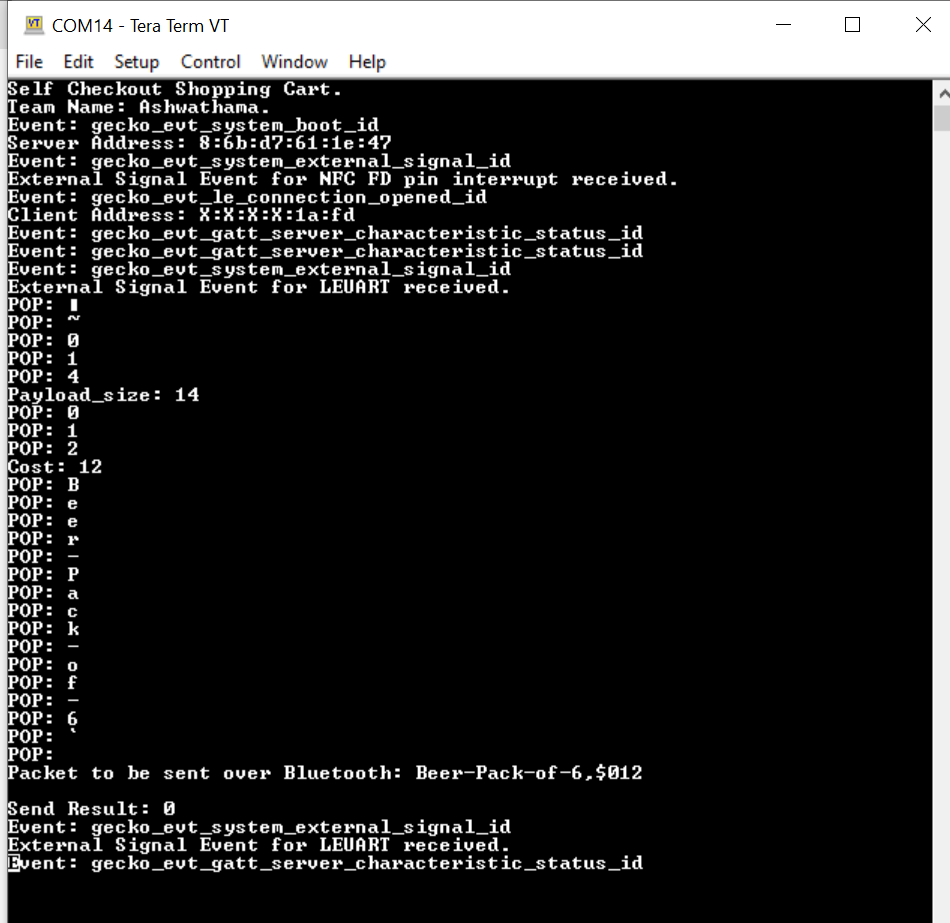 COM14 - Tera Term VT
File Edit Setup Control Window Help
Self Checkout Shopping Cart.
Team Name: Ashwathama.
Event: gecko_evt_system_boot_id
Server Address: 8:6b:d7:61:1e:47
Event: gecko_evt_system_external_signal_id
External Signal Event for NFC FD pin interrupt received.
Event: gecko_evt_le_connection_opened_id
Client Address: X:X:X:X:1a:fd
Event: gecko_evt_gatt_server_characteristic_status_id
Event: gecko_evt_gatt_server_characteristic_status_id
Event: gecko_evt_system_external_signal_id
External Signal Event for LEUART received.
POP: ▮
POP: ~
POP: 0
POP: 1
POP: 4
Payload_size: 14
POP: 0
POP: 1
POP: 2
Cost: 12
POP: B
POP: e
POP: e
POP: r
POP: -
POP: P
POP: a
POP: c
POP: k
POP: -
POP: o
POP: f
POP: -
POP: 6
POP: `
POP:
Packet to be sent over Bluetooth: Beer-Pack-of-6,$012
Send Result: 0
Event: gecko_evt_system_external_signal_id
External Signal Event for LEUART received.
Event: gecko_evt_gatt_server_characteristic_status_id